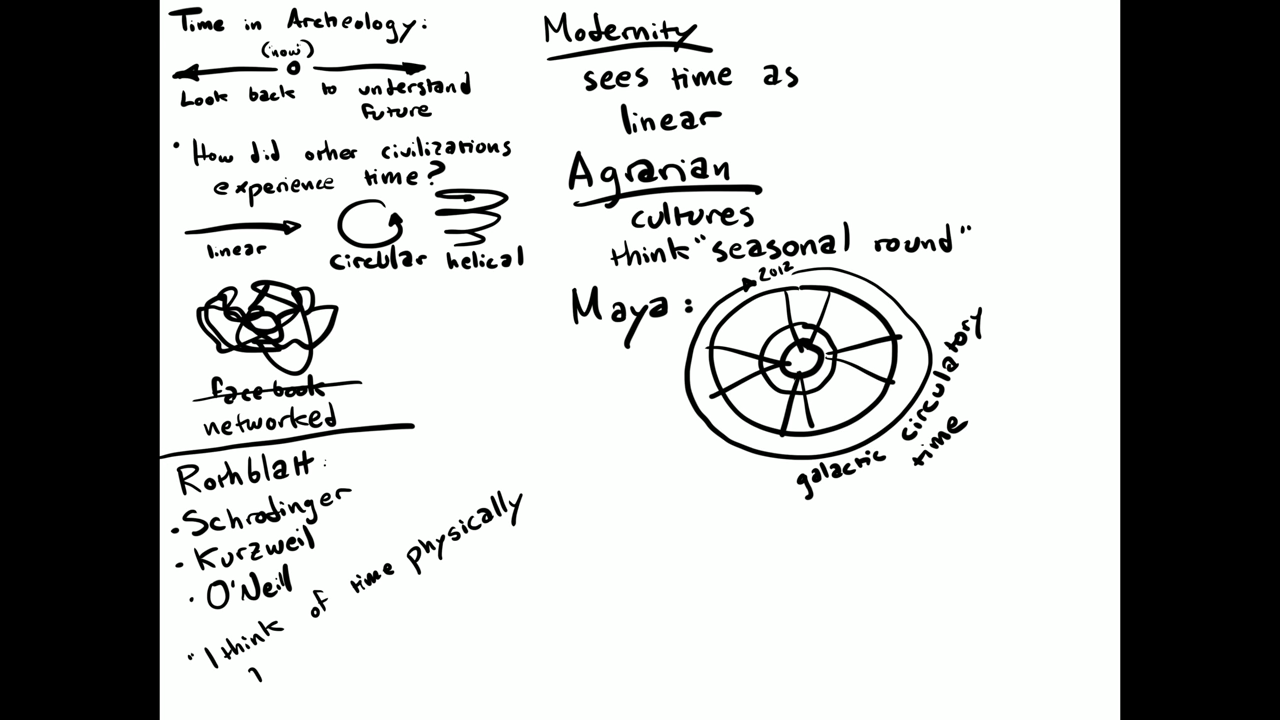 Time in Archeology:
(now)
Look back to understand
future
• How did other civilizations
experience time?
linear
circular
helical
facebook
networked
Rothblatt:
• Schrodinger
• Kurzweil
• O'Neill
"I think of time physically
Modernity
sees time as
linear
Agrarian
cultures
think "seasonal round"
Maya:
2012
galactic circulatory
time